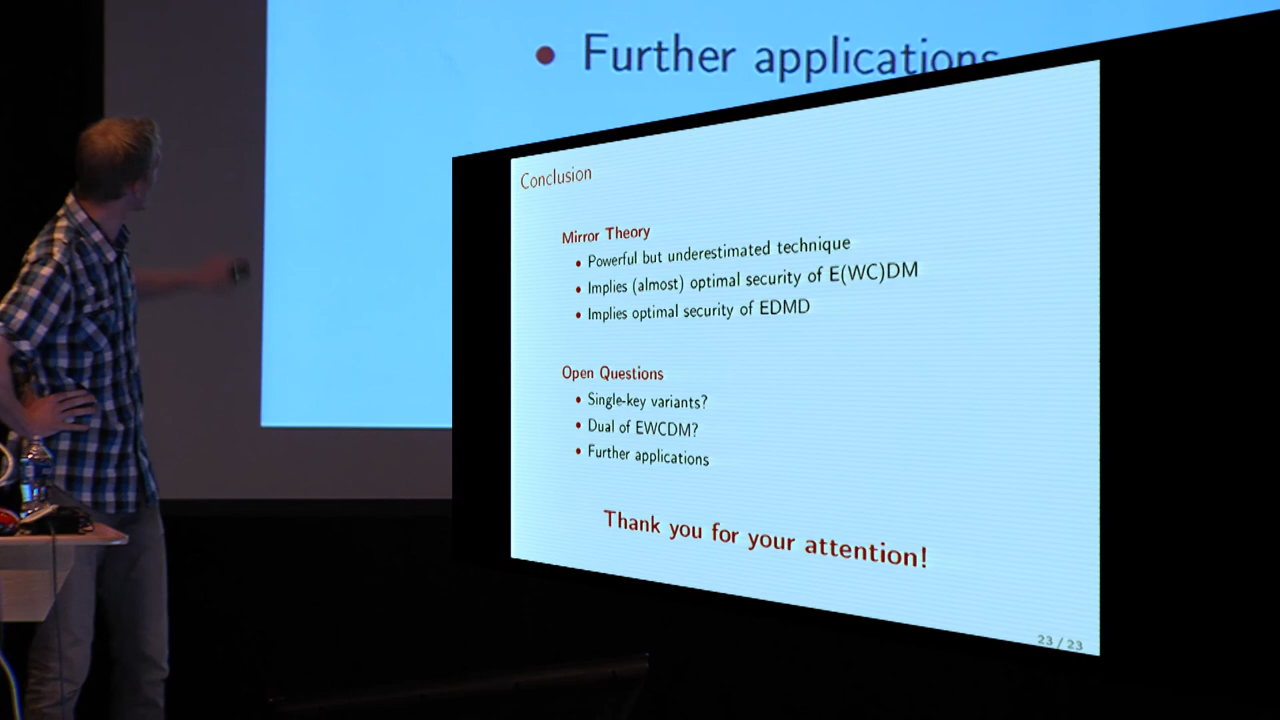 • Further applications
Conclusion
Mirror Theory
• Powerful but underestimated technique
• Implies (almost) optimal security of E(WC)DM
• Implies optimal security of EDMD
Open Questions
• Single-key variants?
• Dual of EWCDM?
• Further applications
Thank you for your attention!
23 / 23